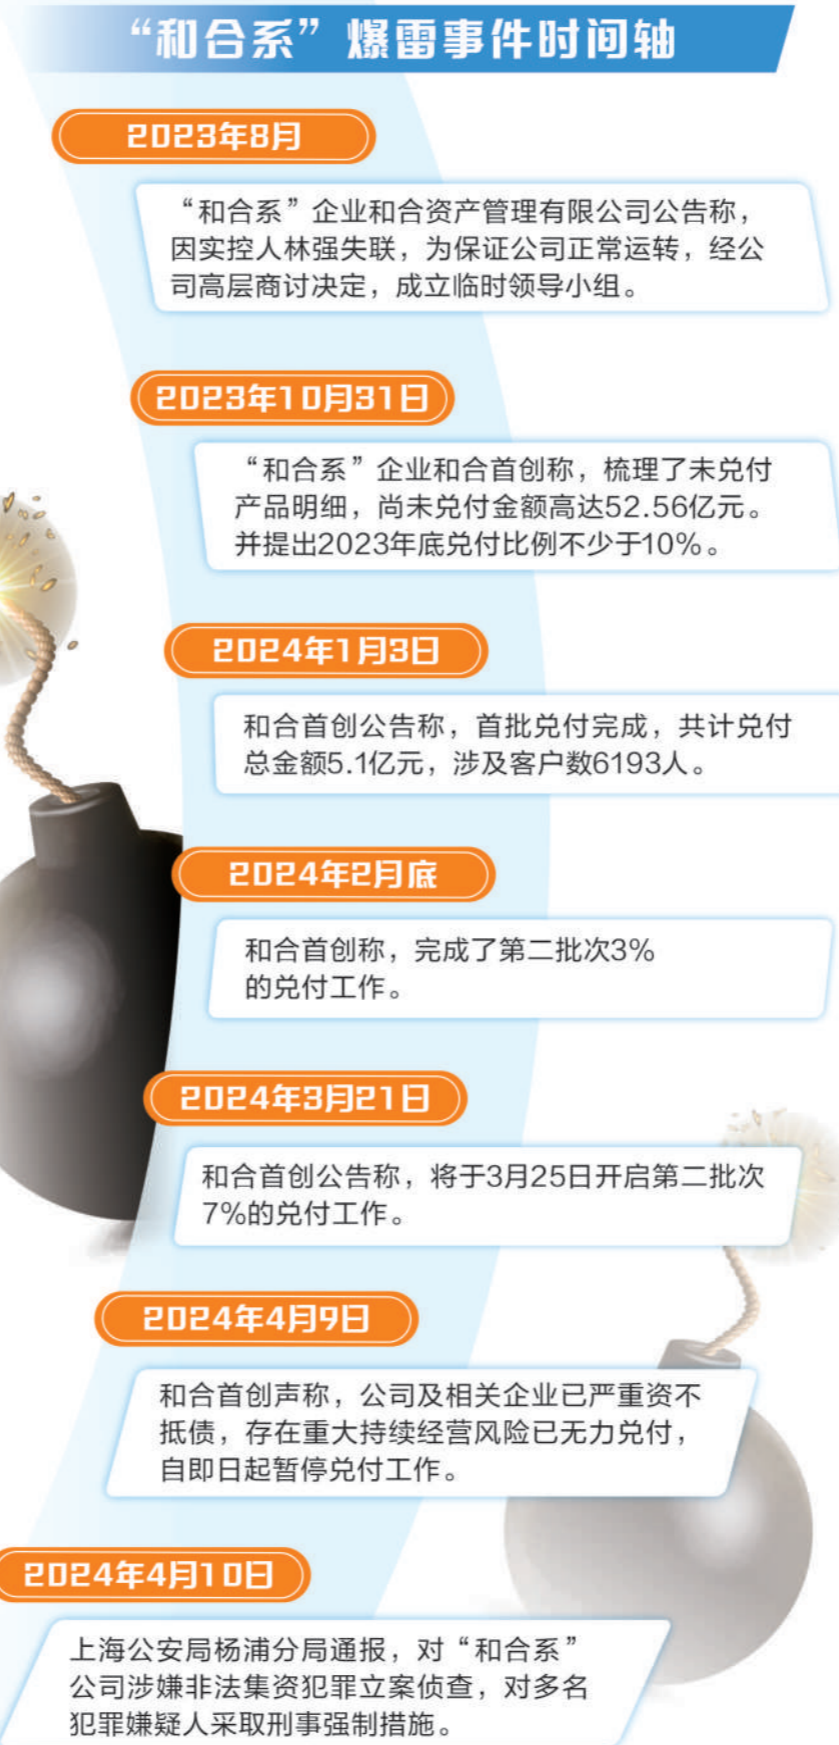 “和合系”爆雷事件时间轴
2023年8月
“和合系”企业和合资产管理有限公司公告称，
因实控人林强失联，为保证公司正常运转，经公
司高层商讨决定，成立临时领导小组。
2023年10月31日
“和合系”企业和合首创称，梳理了未兑付
产品明细，尚未兑付金额高达52.56亿元。
并提出2023年底兑付比例不少于10%。
2024年1月3日
和合首创公告称，首批兑付完成，共计兑付
总金额5.1亿元，涉及客户数6193人。
2024年2月底
和合首创称，完成了第二批次3%
的兑付工作。
2024年3月21日
和合首创公告称，将于3月25日开启第二批次
7%的兑付工作。
2024年4月9日
和合首创声称，公司及相关企业已严重资不
抵债，存在重大持续经营风险已无力兑付，
自即日起暂停兑付工作。
2024年4月10日
上海公安局杨浦分局通报，对“和合系”
公司涉嫌非法集资犯罪立案侦查，对多名
犯罪嫌疑人采取刑事强制措施。